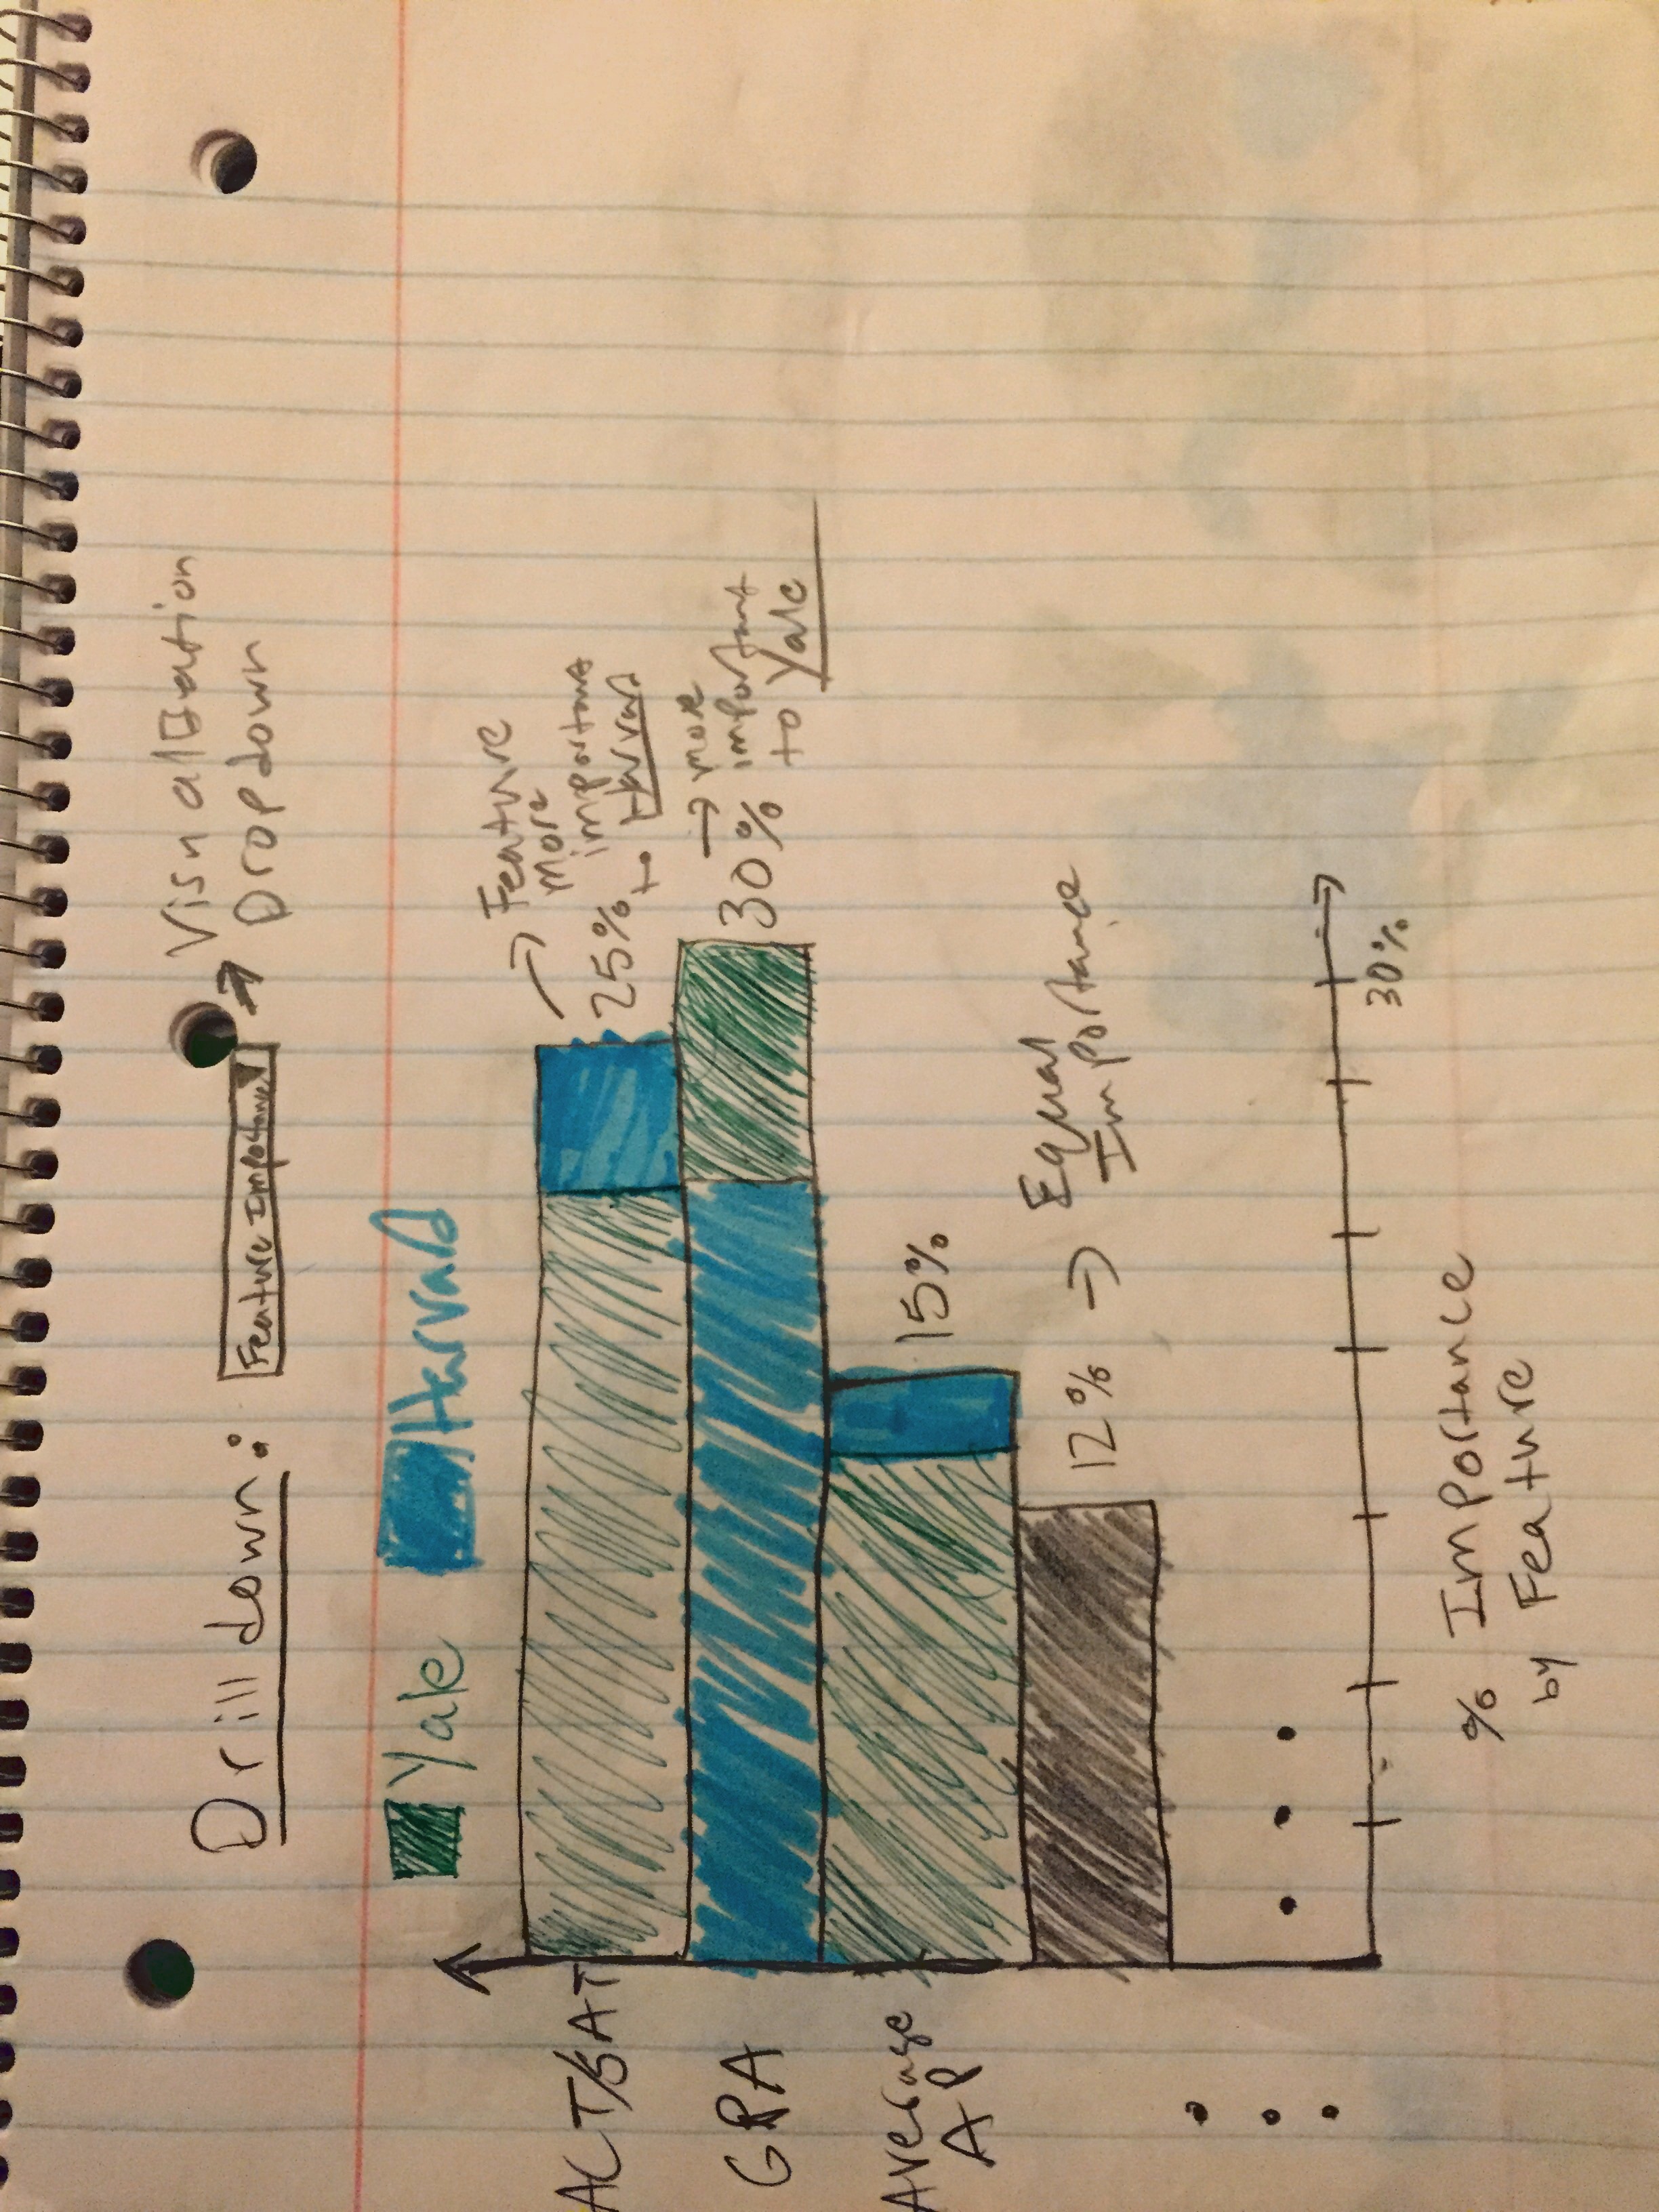 Drill down:
Feature Importance
Visualization
Dropdown
Yale
Harvard
ACT/SAT
25%
→ Feature
more
important
to Harvard
GPA
30%
→ more
important
to Yale
Average
AP
15%
12% → Equal
Importance
30%
% Importance
by Feature